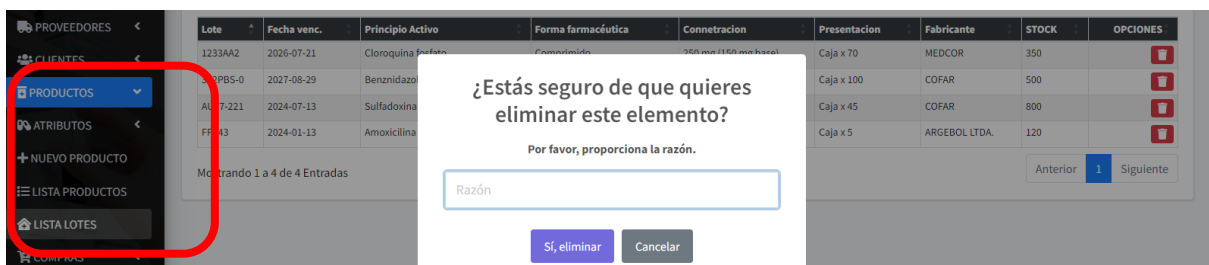 PROVEEDORES
CLIENTES
PRODUCTOS
ATRIBUTOS
NUEVO PRODUCTO
LISTA PRODUCTOS
LISTA LOTES
COMPRAS
Lote Fecha venc. Principio Activo Forma farmacéutica Connetracion Presentacion Fabricante STOCK OPCIONES
1233AA2 2026-07-21 Cloroquina fosfato Comprimido 250 mg (150 mg base) Caja x 70 MEDCOR 350
2027-08-29 Caja x 100 COFAR 500
2024-07-13 Sulfadoxina Caja x 45 COFAR 800
2024-01-13 Amoxicilina Caja x 5 ARGEBOL LTDA. 120
Mostrando 1 a 4 de 4 Entradas
Anterior 1 Siguiente
¿Estás seguro de que quieres
eliminar este elemento?
Por favor, proporciona la razón.
Razón
Sí, eliminar Cancelar